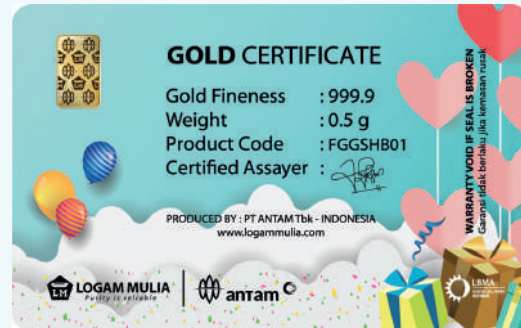 GOLD CERTIFICATE
Gold Fineness : 999.9
Weight : 0.5 g
Product Code : FGGSHB01
Certified Assayer :
PRODUCED BY : PT ANTAM Tbk - INDONESIA
www.logammulia.com
LM LOGAM MULIA
Purity is reliable
antam
WARRANTY VOID IF SEAL IS BROKEN
Garansi tidak berlaku jika kemasan rusak
LBMA